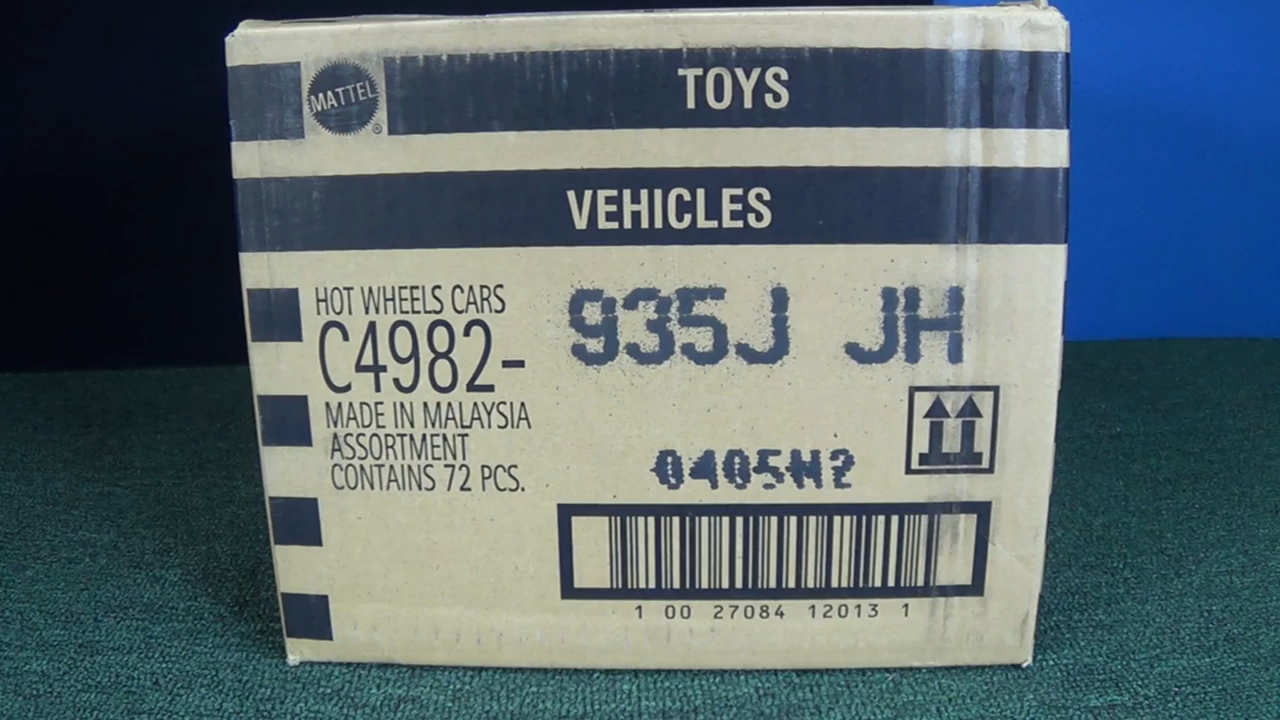 MATTEL
®
TOYS
VEHICLES
HOT WHEELS CARS
C4982-
MADE IN MALAYSIA
ASSORTMENT
CONTAINS 72 PCS.
935J JH
0405H2
1 00 27084 12013 1